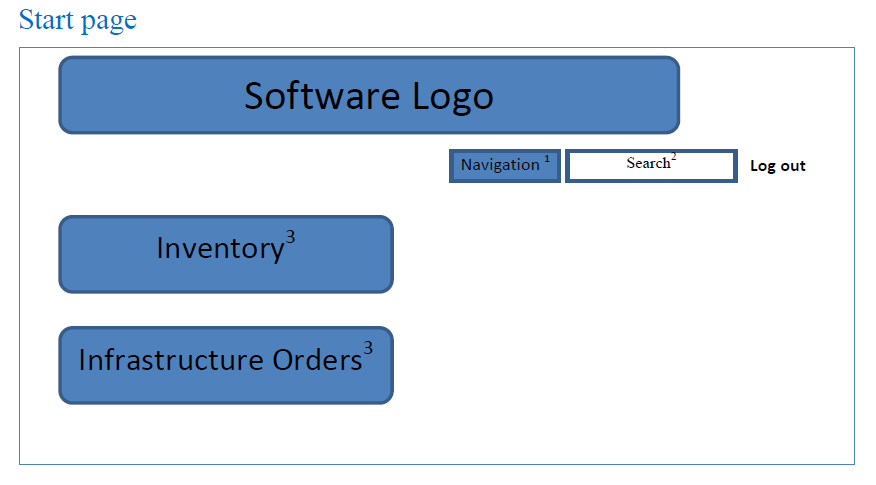 Start page
Software Logo
Navigation ¹ Search² Log out
Inventory³
Infrastructure Orders³